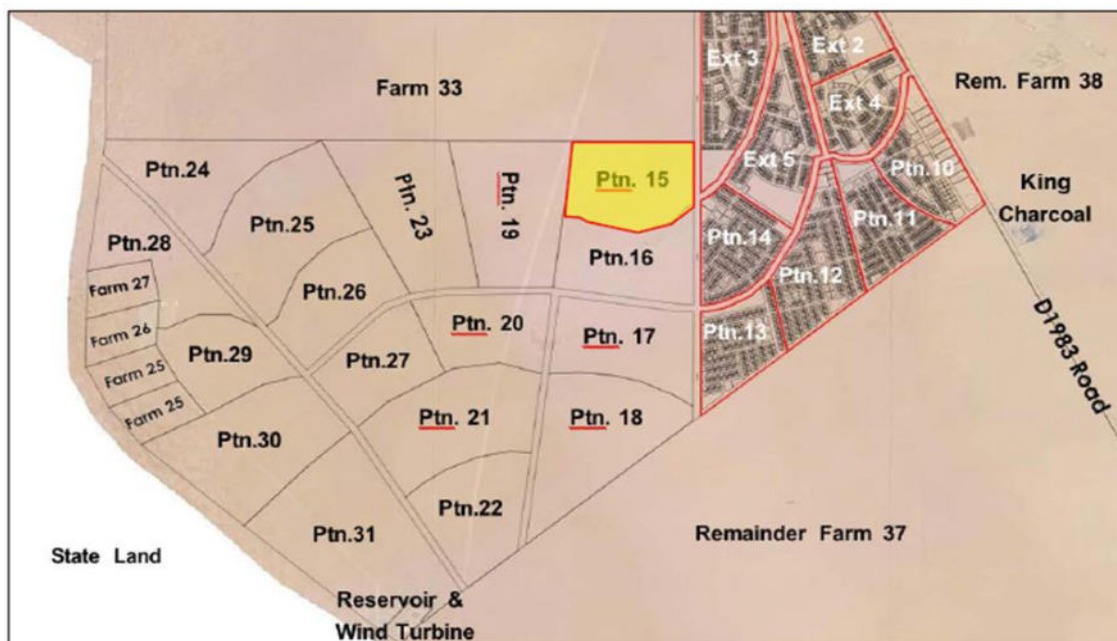 Ext 2
Ext 3
Farm 33
Rem. Farm 38
Ext 4
Ext 5
Ptn.24
Ptn. 15
Ptn.10
Ptn. 19
Ptn. 23
King
Charcoal
Ptn.25
Ptn.11
Ptn.14
Ptn.28
Ptn.16
Farm 27
Ptn.26
Ptn.12
Farm 26
Ptn. 20
Ptn. 17
Ptn.13
Ptn.29
Ptn.27
D1983 Road
Farm 25
Farm 25
Ptn. 21
Ptn. 18
Ptn.30
Ptn.22
Ptn.31
Remainder Farm 37
State Land
Reservoir &
Wind Turbine